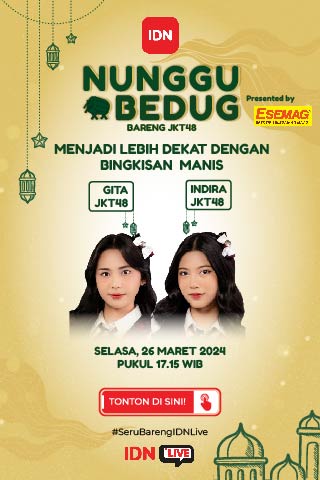 IDN
NUNGGU
BEDUG
BARENG JKT48
Presented by
ESEMAG
MENJADI LEBIH DEKAT DENGAN
BINGKISAN MANIS
GITA
JKT48
INDIRA
JKT48
SELASA, 26 MARET 2024
PUKUL 17.15 WIB
TONTON DI SINI!
#SeruBarengIDNLive
IDN LIVE